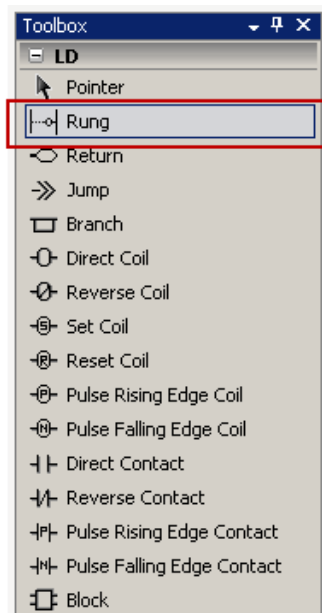 Toolbox
LD
Pointer
Rung
Return
Jump
Branch
Direct Coil
Reverse Coil
Set Coil
Reset Coil
Pulse Rising Edge Coil
Pulse Falling Edge Coil
Direct Contact
Reverse Contact
Pulse Rising Edge Contact
Pulse Falling Edge Contact
Block